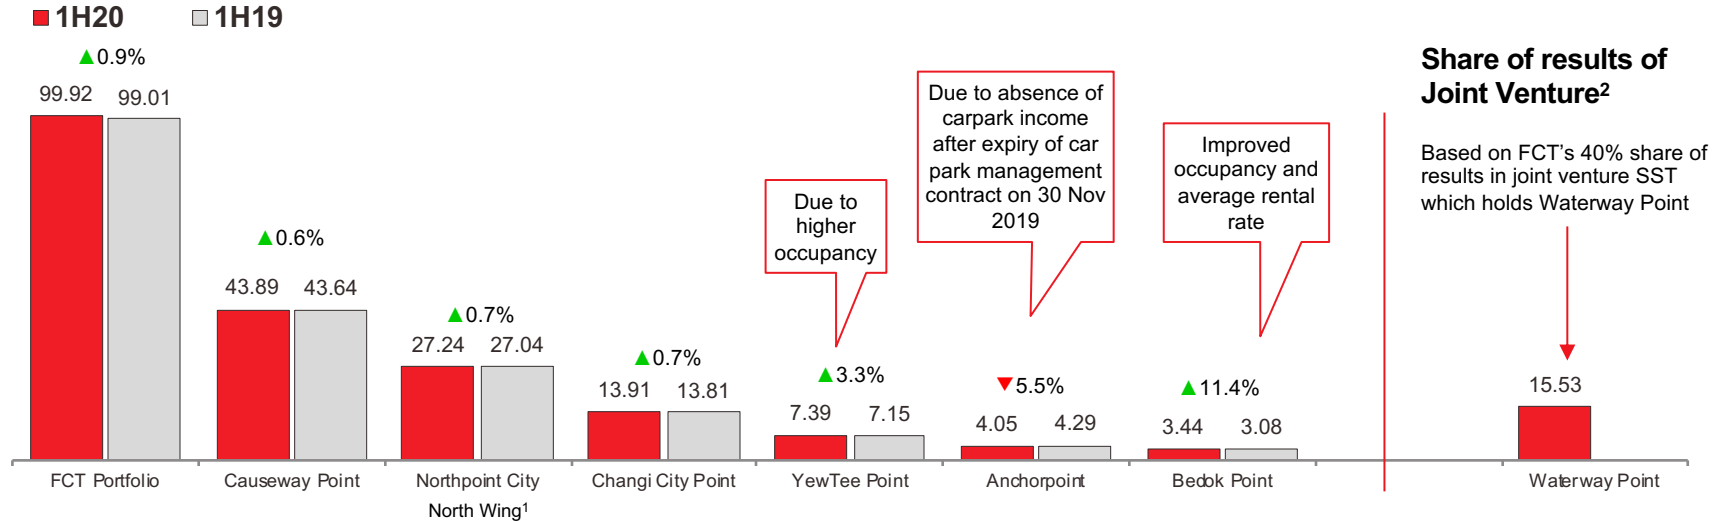 1H20 1H19
▲0.9%
99.92 99.01
▲0.6%
43.89 43.64
▲0.7%
27.24 27.04
▲0.7%
13.91 13.81
Due to
higher
occupancy
▲3.3%
7.39 7.15
Due to absence of
carpark income
after expiry of car
park management
contract on 30 Nov
2019
▼5.5%
4.05 4.29
Improved
occupancy and
average rental
rate
▲11.4%
3.44 3.08
Share of results of
Joint Venture²
Based on FCT’s 40% share of
results in joint venture SST
which holds Waterway Point
15.53
FCT Portfolio
Causeway Point
Northpoint City
North Wing¹
Changi City Point
YewTee Point
Anchorpoint
Bedok Point
Waterway Point